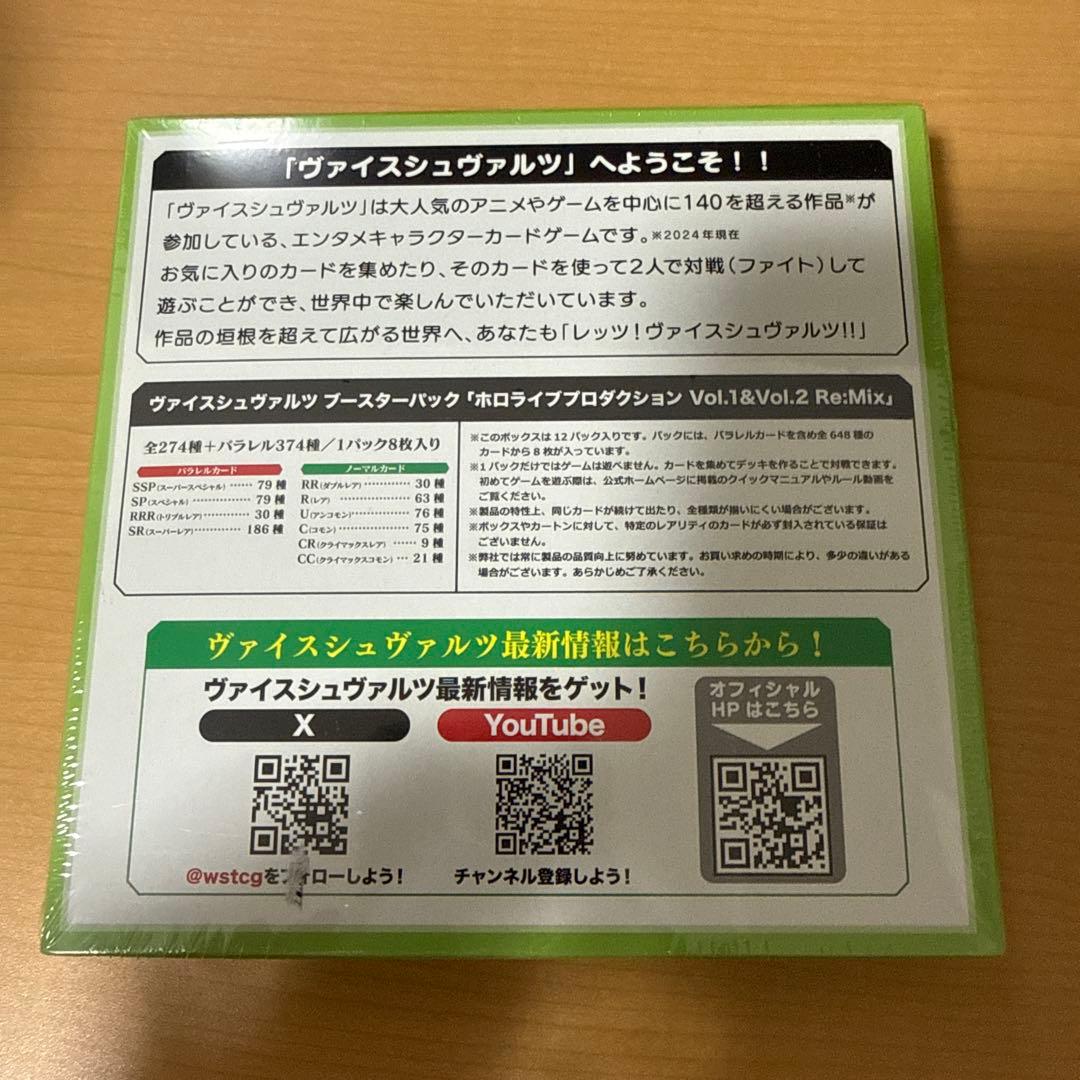 「ヴァイスシュヴァルツ」へようこそ！！
「ヴァイスシュヴァルツ」は大人気のアニメやゲームを中心に140を超える作品※が
参加している、エンタメキャラクターカードゲームです。※2024年現在
お気に入りのカードを集めたり、そのカードを使って2人で対戦（ファイト）して
遊ぶことができ、世界中で楽しんでいただいています。
作品の垣根を超えて広がる世界へ、あなたも「レッツ！ヴァイスシュヴァルツ!!」
ヴァイスシュヴァルツ ブースターパック「ホロライブプロダクション Vol.1&Vol.2 Re:Mix」
全274種＋パラレル374種／1パック8枚入り
パラレルカード
SSP(スーパースペシャル)……79種
SP(スペシャル)……………79種
RRR(トリプルレア)…………30種
SR(スーパーレア)…………186種
ノーマルカード
RR(ダブルレア)…………30種
R(レア)…………………63種
U(アンコモン)……………76種
C(コモン)………………75種
CR(クライマックスレア)……9種
CC(クライマックスコモン)…21種
※このボックスは12パック入りです。パックには、パラレルカードを含め全648種の
カードから8枚が入っています。
※1パックだけではゲームは遊べません。カードを集めてデッキを作ることで対戦できます。
初めてゲームを遊ぶ際は、公式ホームページに掲載のクイックマニュアルやルール動画を
ご覧ください。
※製品の特性上、同じカードが続けて出たり、全種類が揃いにくい場合がございます。
※ボックスやカートンに対して、特定のレアリティのカードが必ず封入されている保証は
ございません。
※弊社では常に製品の品質向上に努めています。お買い求めの時期により、多少の違いがある
場合がございます。あらかじめご了承ください。
ヴァイスシュヴァルツ最新情報はこちらから！
ヴァイスシュヴァルツ最新情報をゲット！
X
YouTube
@wstcgをフォローしよう！
チャンネル登録しよう！
オフィシャル
HPはこちら